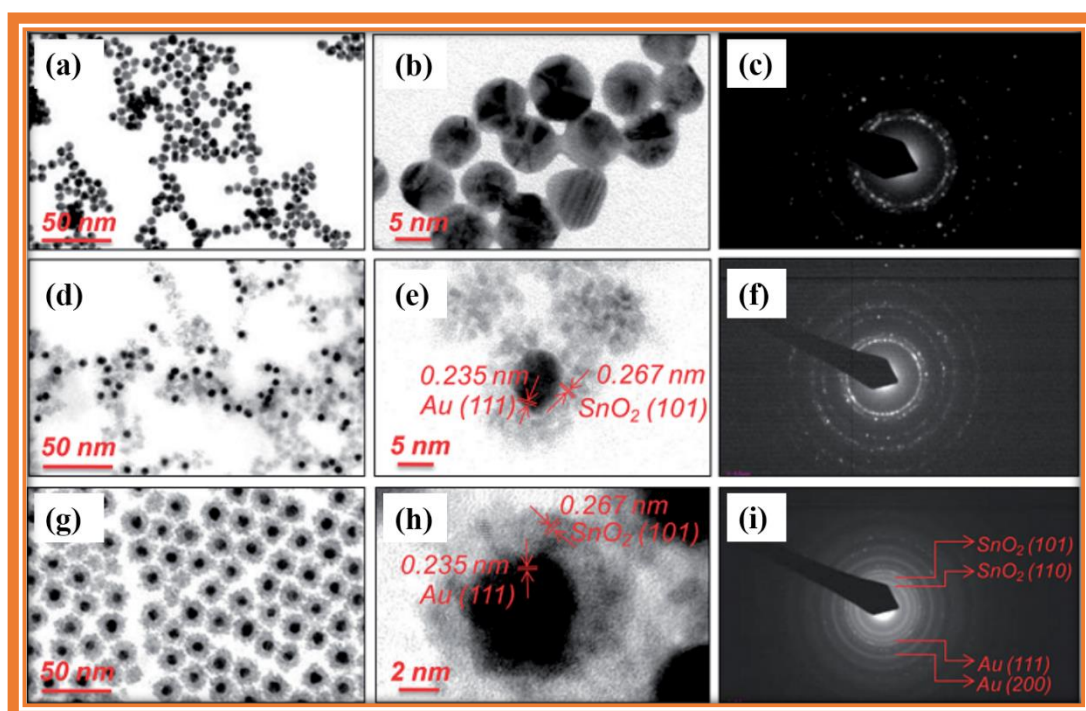 (a)
50 nm
(b)
5 nm
(c)
(d)
50 nm
(e)
0.235 nm
Au (111)
0.267 nm
SnO₂ (101)
5 nm
(f)
(g)
50 nm
(h)
0.267 nm
SnO₂ (101)
0.235 nm
Au (111)
2 nm
(i)
SnO₂ (101)
SnO₂ (110)
Au (111)
Au (200)